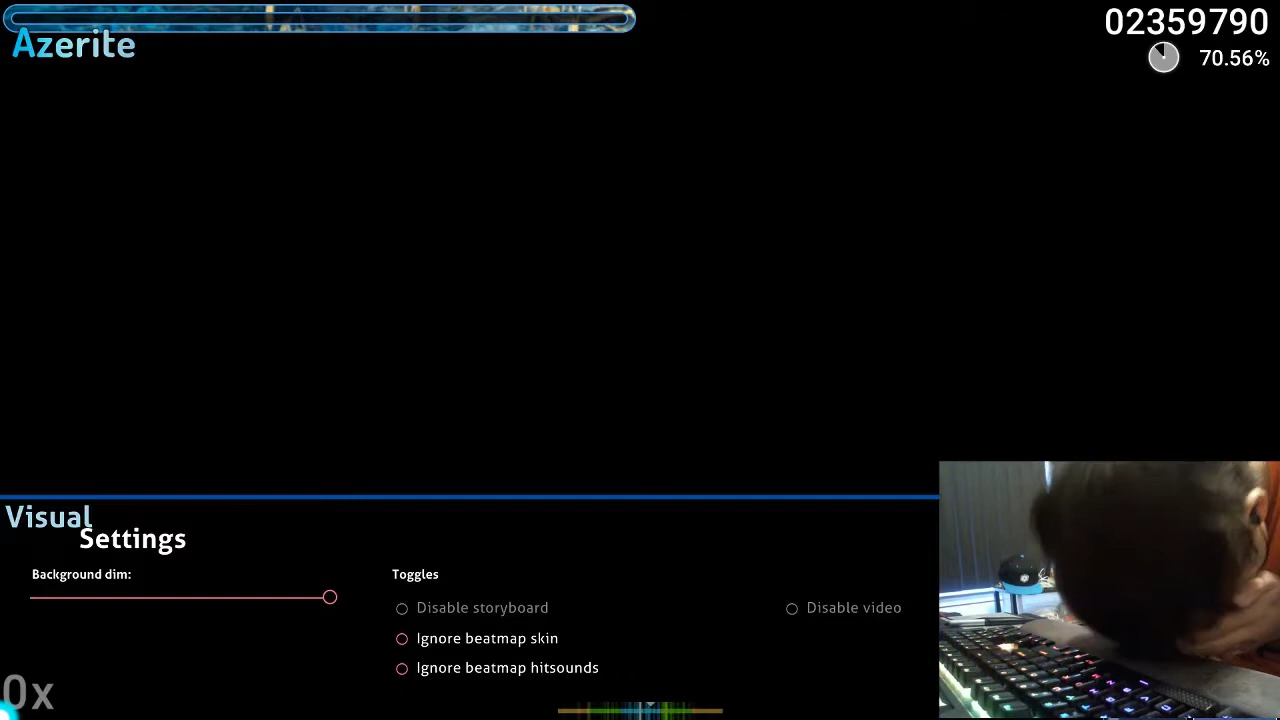 Azerite
02359790
70.56%
Visual
Settings
Background dim:
Toggles
Disable storyboard
Disable video
Ignore beatmap skin
Ignore beatmap hitsounds
0x